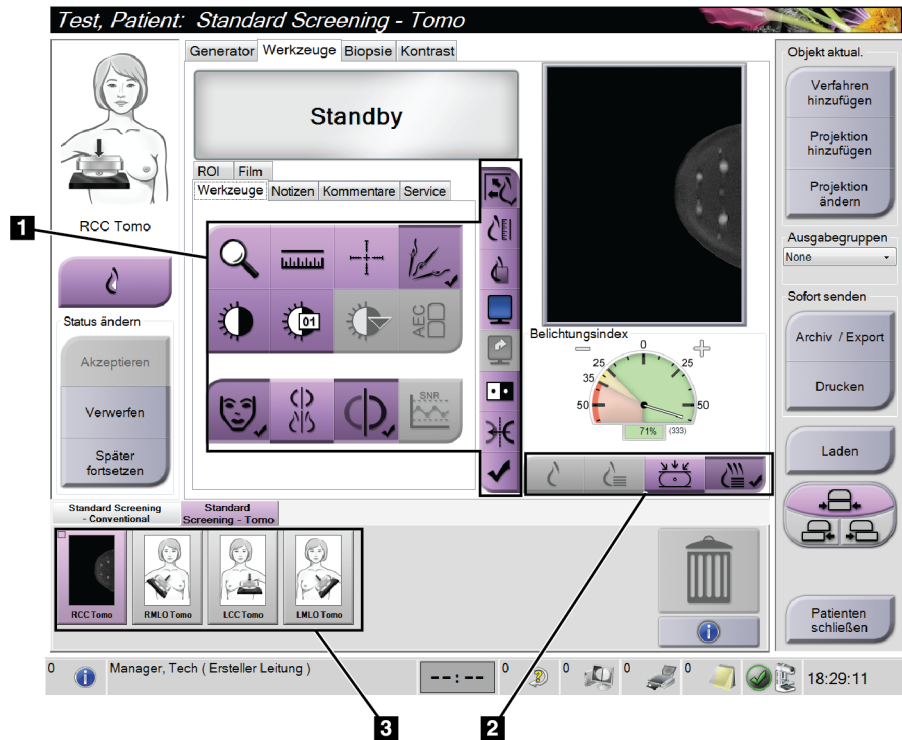 Test, Patient: Standard Screening - Tomo
Generator Werkzeuge Biopsie Kontrast
Standby
ROI Film
Werkzeuge Notizen Kommentare Service
01
AEC
SNR
RCC Tomo
Status ändern
Akzeptieren
Verwerfen
Später
fortsetzen
1
Belichtungsindex
0
25 25
35
50 50
71% (333)
Objekt aktual.
Verfahren
hinzufügen
Projektion
hinzufügen
Projektion
ändern
Ausgabegruppen
None
Sofort senden
Archiv / Export
Drucken
Laden
Patienten
schließen
Standard Screening
- Conventional
Standard
Screening - Tomo
RCC Tomo
RMLO Tomo
LCC Tomo
LMLO Tomo
0 Manager, Tech ( Ersteller Leitung ) --:-- 0 0 0 0 18:29:11
3
2